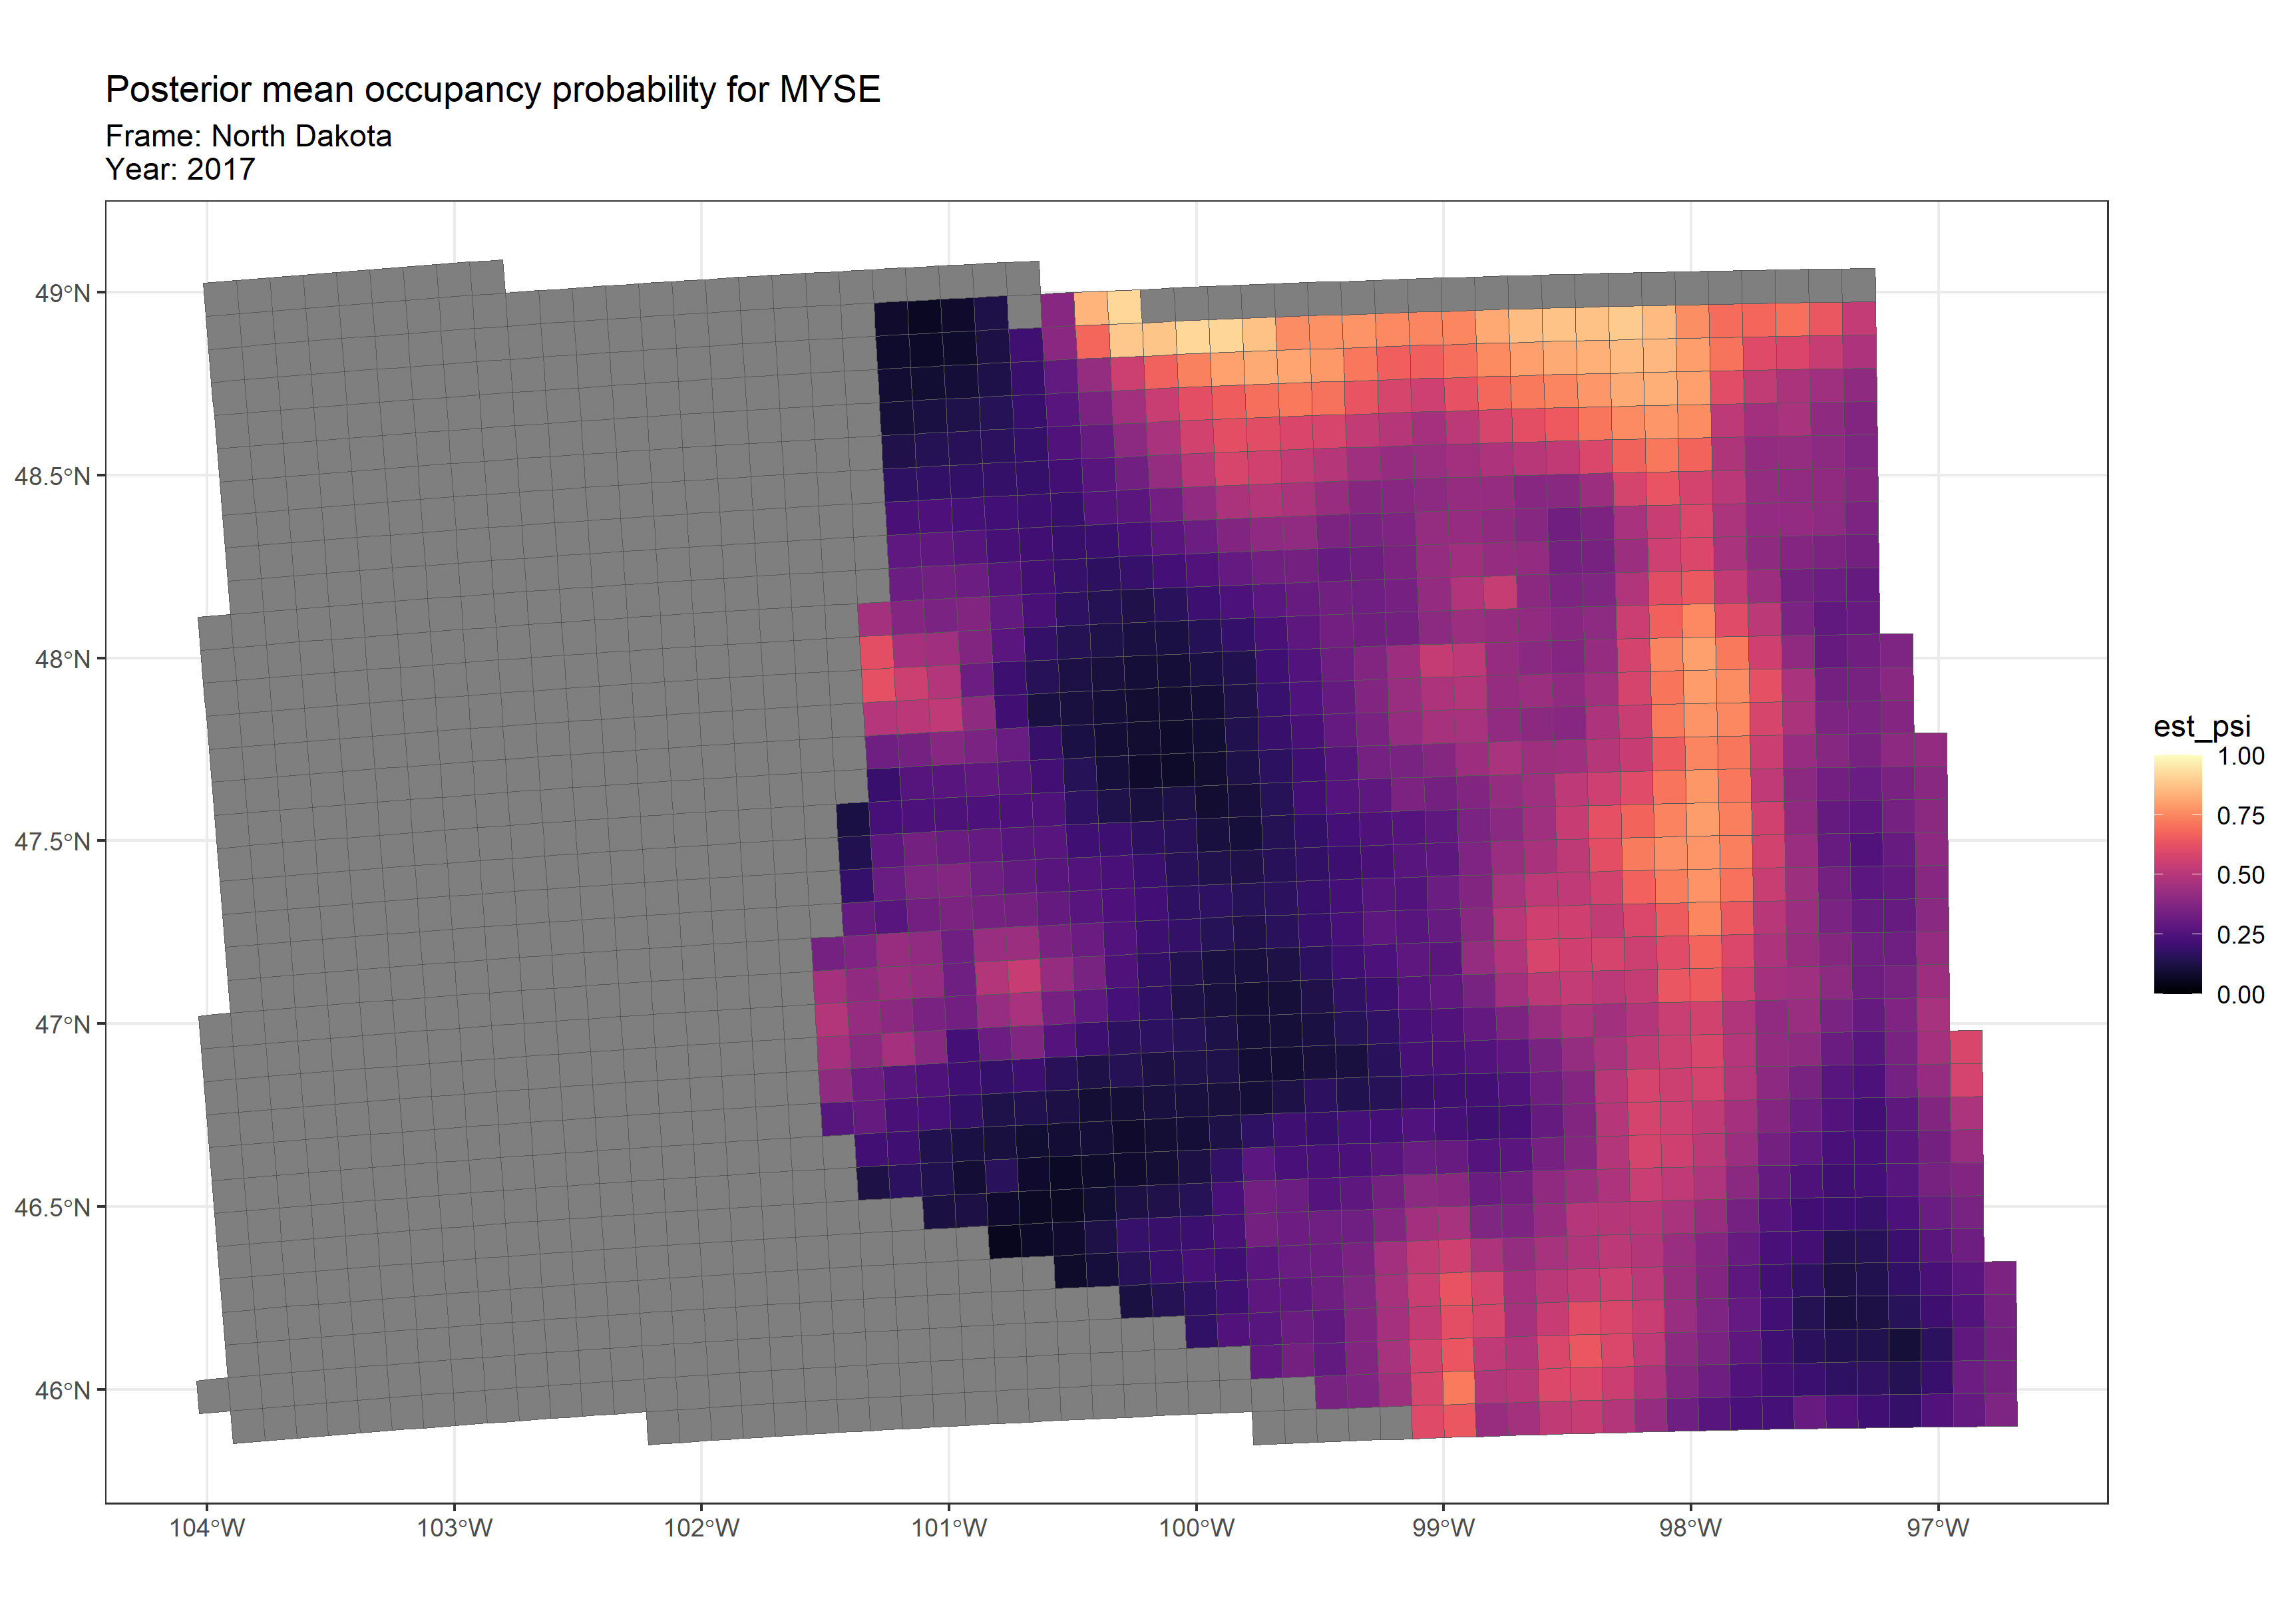 Posterior mean occupancy probability for MYSE
Frame: North Dakota
Year: 2017
49°N
48.5°N
48°N
47.5°N
47°N
46.5°N
46°N
104°W 103°W 102°W 101°W 100°W 99°W 98°W 97°W
est_psi
1.00
0.75
0.50
0.25
0.00